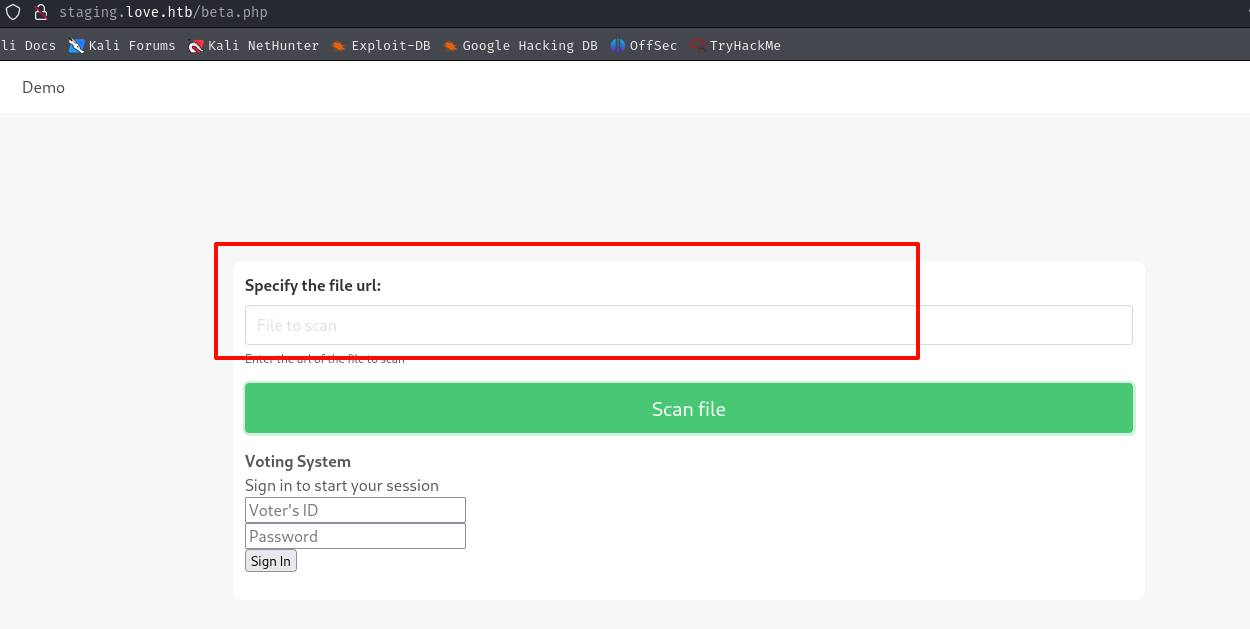 staging.love.htb/beta.php
li Docs Kali Forums Kali NetHunter Exploit-DB Google Hacking DB OffSec TryHackMe
Demo
Specify the file url:
File to scan
Enter the url of the file to scan
Scan file
Voting System
Sign in to start your session
Voter's ID
Password
Sign In